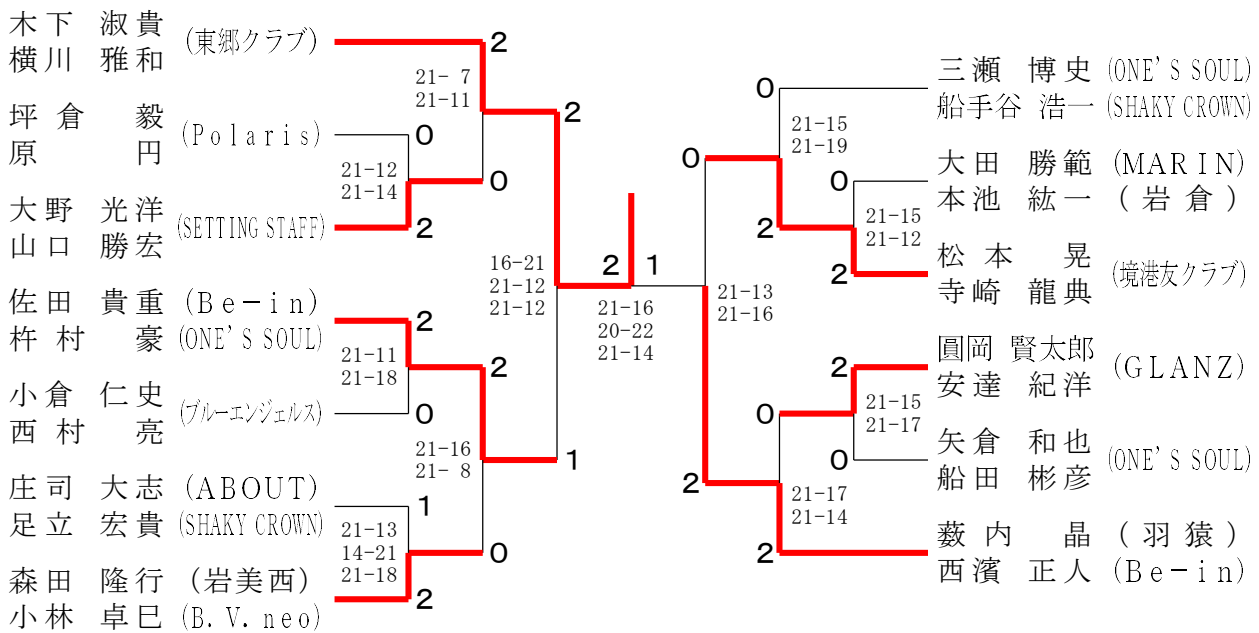 木下 淑貴 (東郷クラブ)
横川 雅和
2
21- 7
21-11
坪倉 毅 (Polaris)
原 円
0
21-12
21-14
0
大野 光洋 (SETTING STAFF)
山口 勝宏
2
2
16-21
21-12
21-12
佐田 貴重 (Be-in)
杵村 豪 (ONE'S SOUL)
2
21-11
21-18
2
小倉 仁史 (ブルーエンジェルス)
西村 亮
0
21-16
21- 8
1
庄司 大志 (ABOUT)
足立 宏貴 (SHAKY CROWN)
1
21-13
14-21
21-18
0
森田 隆行 (岩美西)
小林 卓巳 (B.V.neo)
2
2 1
21-16
20-22
21-14
三瀬 博史 (ONE'S SOUL)
船手谷 浩一 (SHAKY CROWN)
0
21-15
21-19
0
大田 勝範 (MARIN)
本池 紘一 (岩倉)
0
21-15
21-12
2
松本 晃 (境港友クラブ)
寺崎 龍典
2
21-13
21-16
圓岡 賢太郎 (GLANZ)
安達 紀洋
2
21-15
21-17
0
矢倉 和也 (ONE'S SOUL)
船田 彬彦
0
2
21-17
21-14
藪内 晶 (羽猿)
西濱 正人 (Be-in)
2